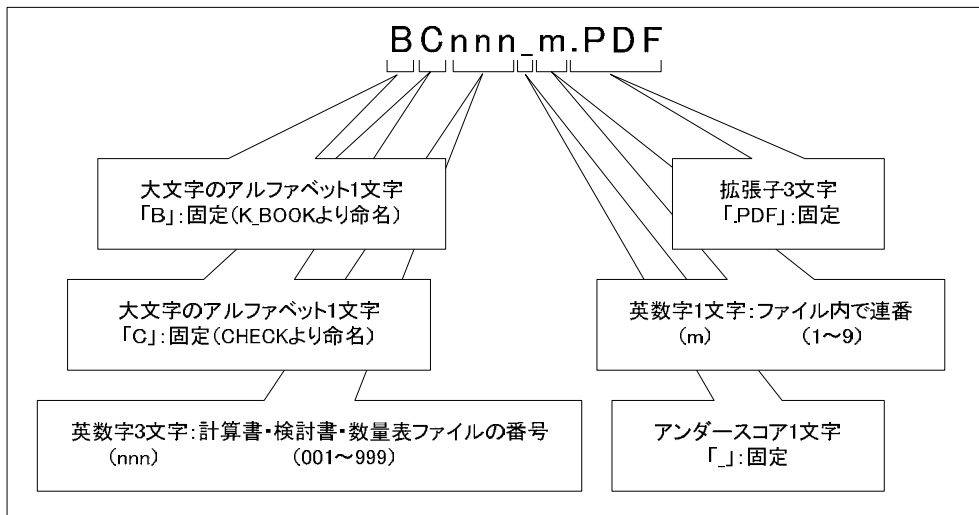 BCnnn_m.PDF
大文字のアルファベット1文字
「B」:固定(K_BOOKより命名)
拡張子3文字
「.PDF」:固定
大文字のアルファベット1文字
「C」:固定(CHECKより命名)
英数字1文字:ファイル内で連番
(m) (1～9)
英数字3文字:計算書・検討書・数量表ファイルの番号
(nnn) (001～999)
アンダースコア1文字
「_」:固定